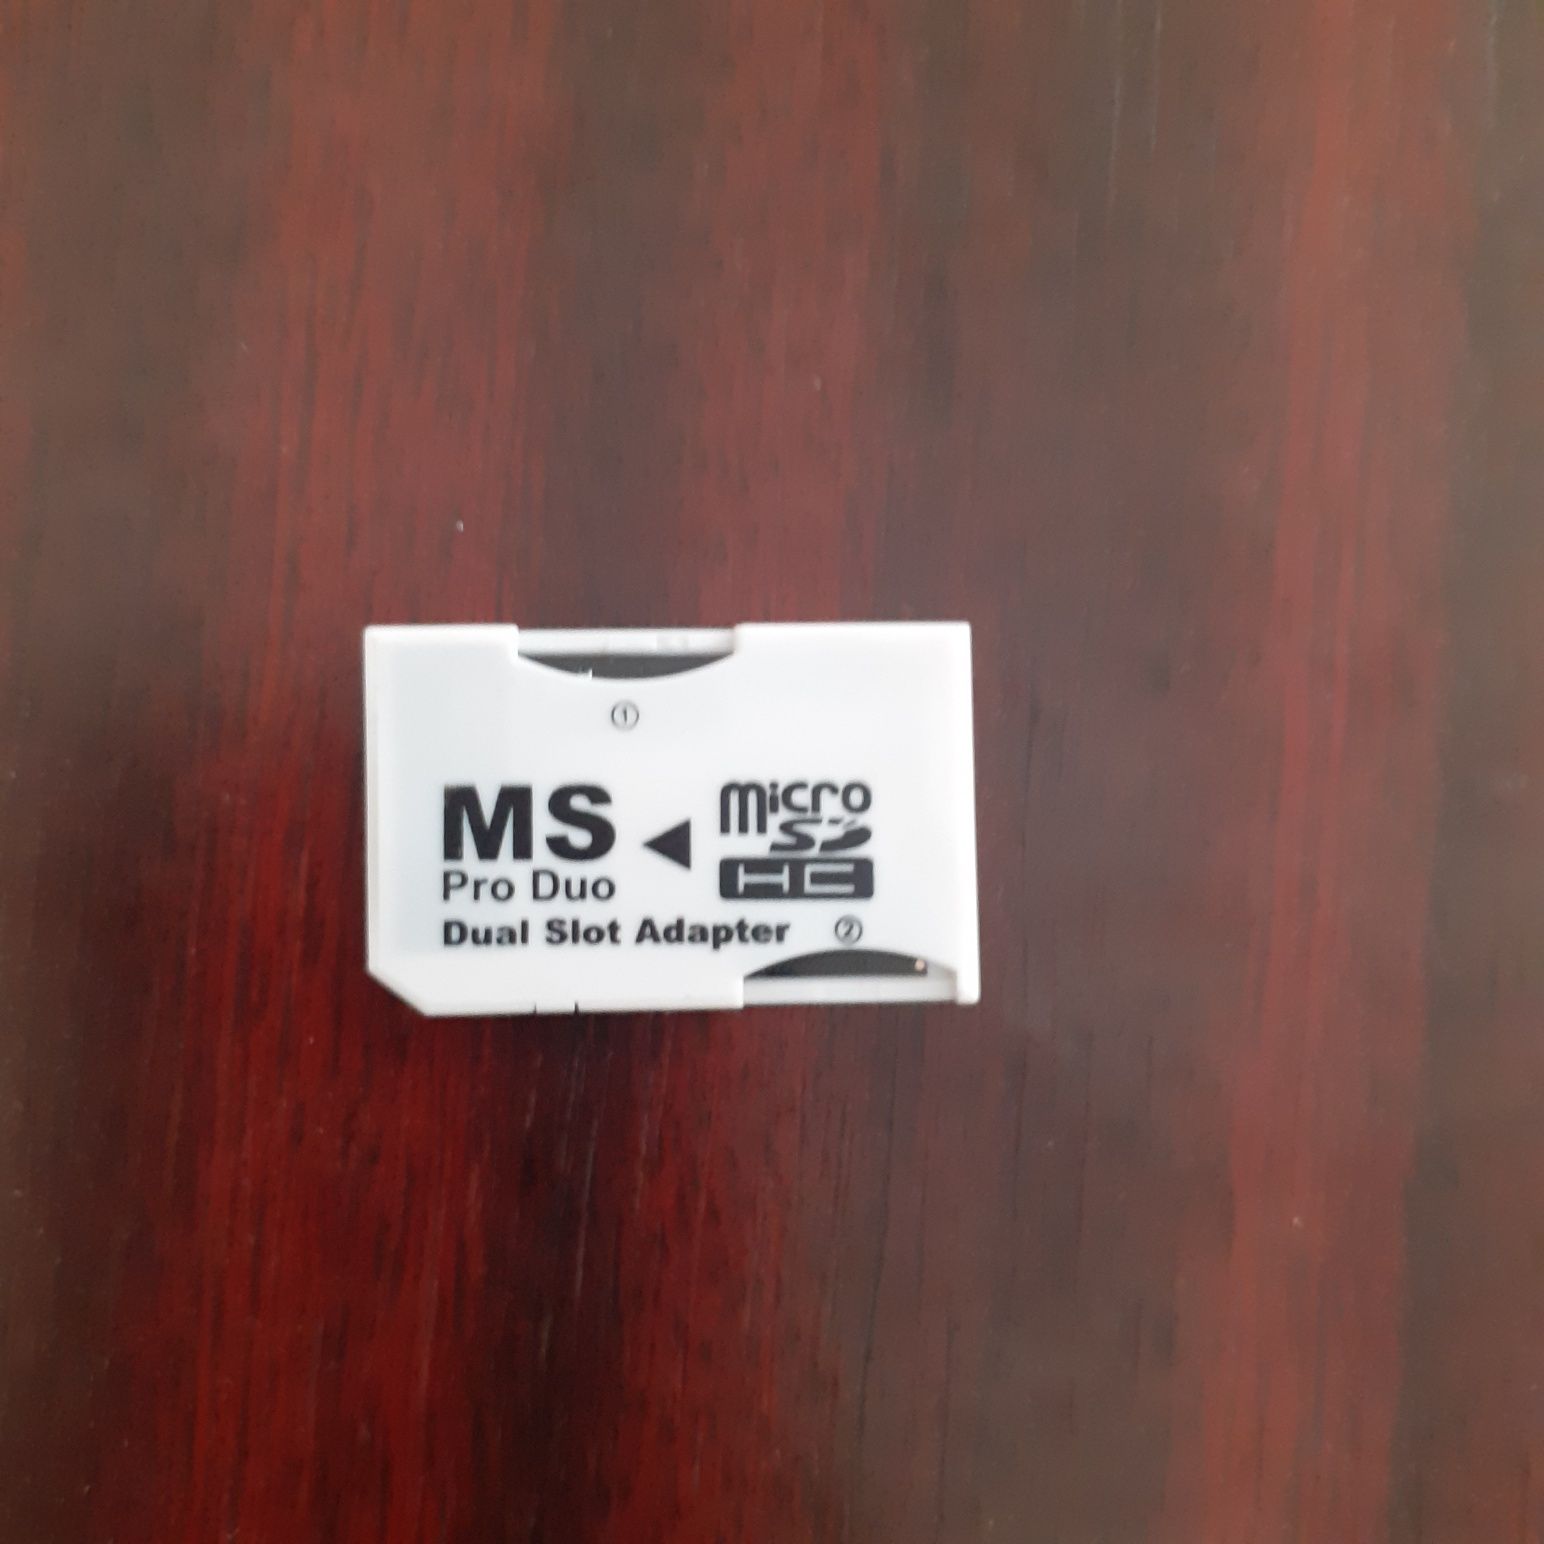 ①
MS
Pro Duo
◀
micro
SD
HC
Dual Slot Adapter
②